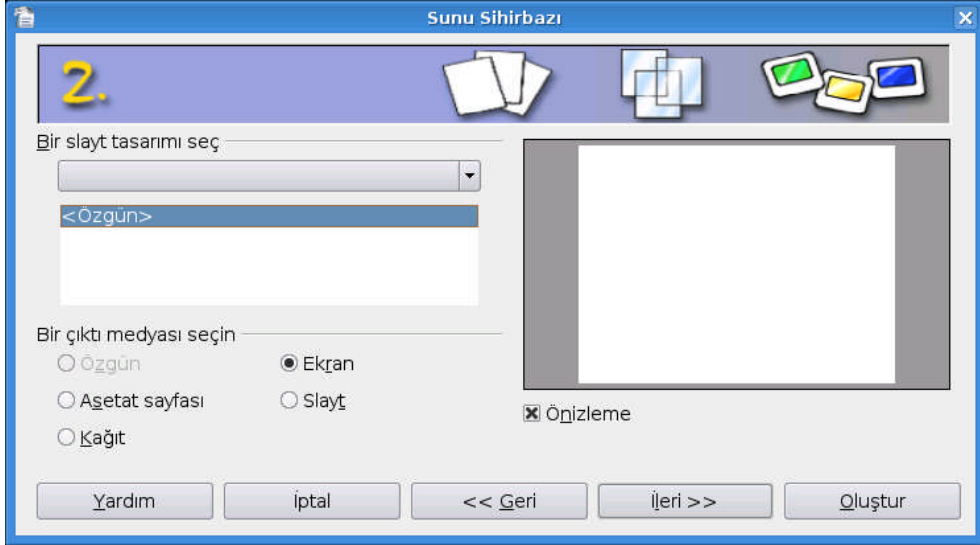 Sunu Sihirbazı
2.
Bir slayt tasarımı seç
<Özgün>
Bir çıktı medyası seçin
Özgün
Ekran
Asetat sayfası
Slayt
Kağıt
Önizleme
Yardım
İptal
<< Geri
İleri >>
Oluştur